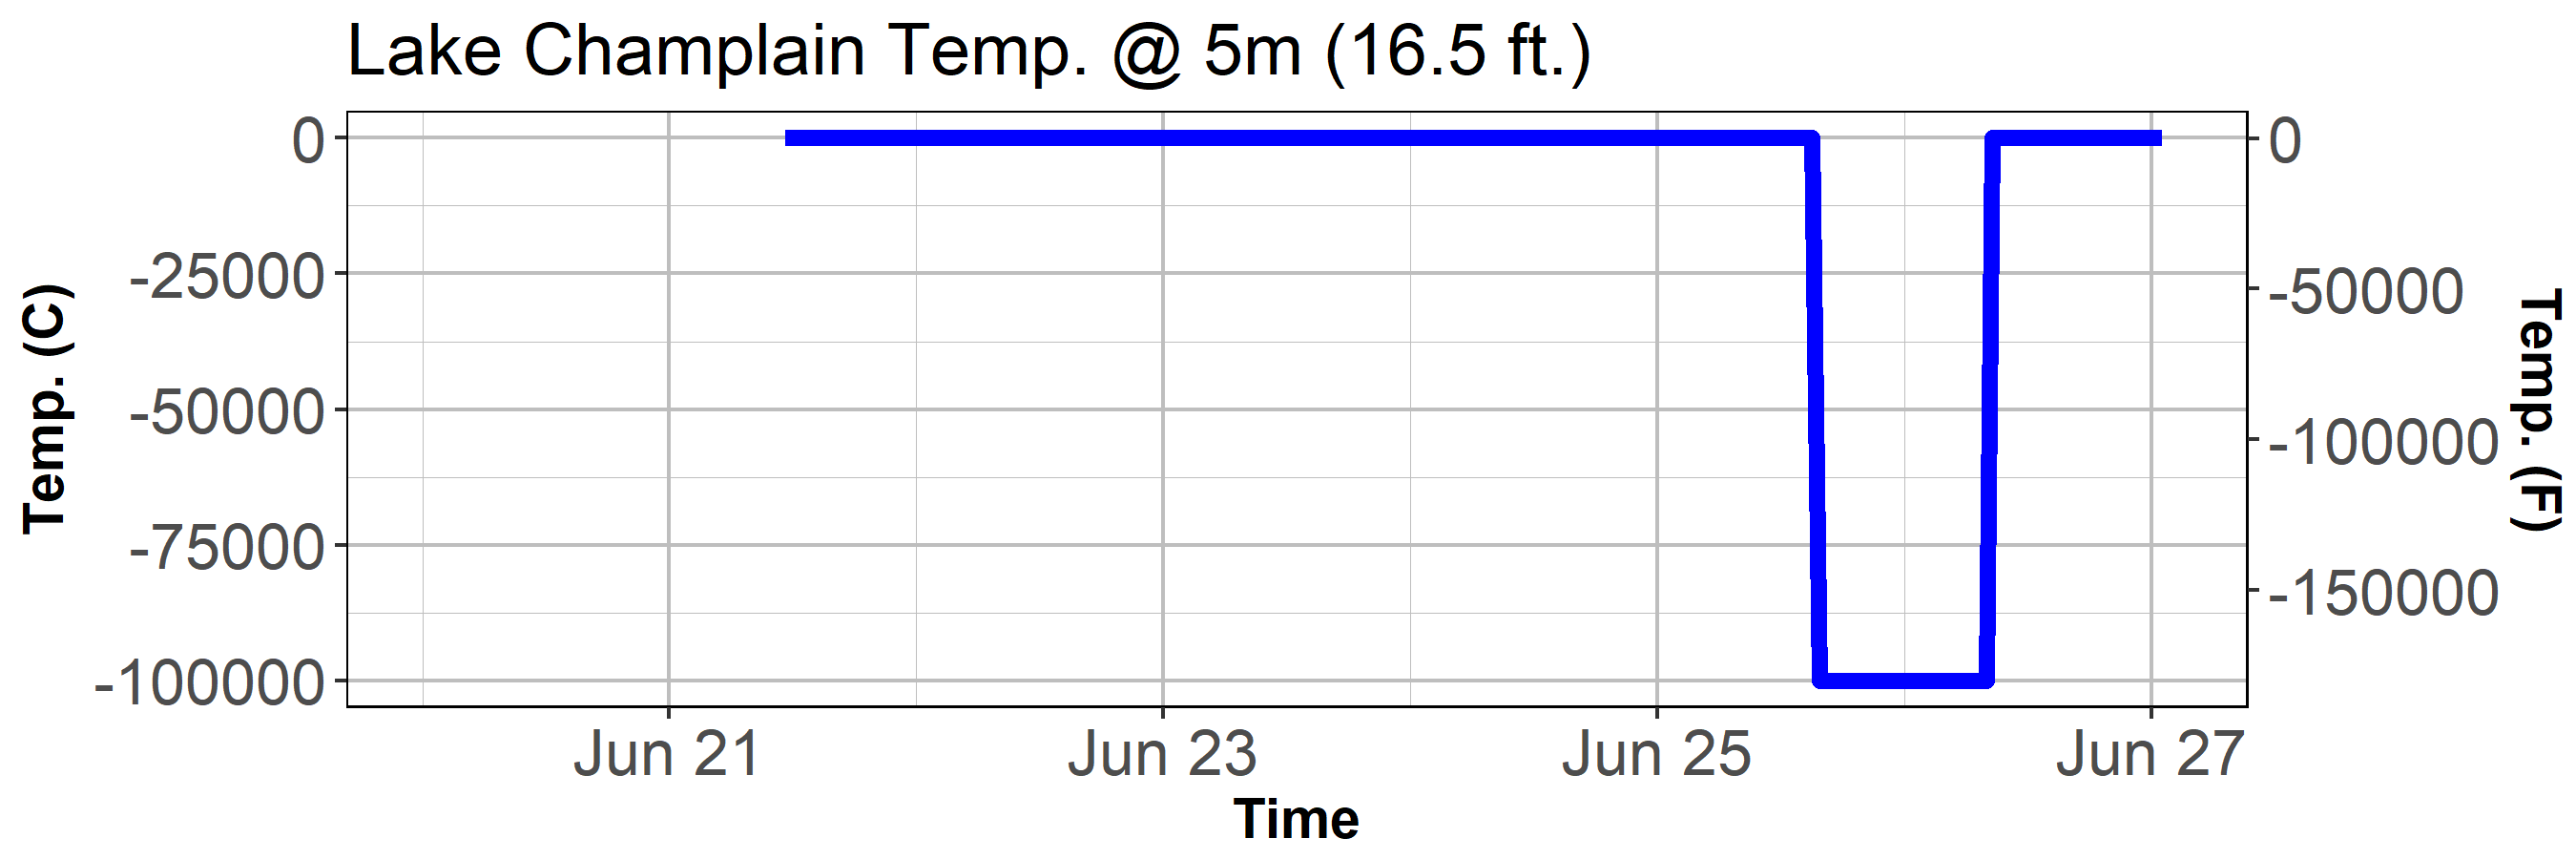 Lake Champlain Temp. @ 5m (16.5 ft.)
0
-25000
-50000
-75000
-100000
Temp. (C)
0
-50000
-100000
-150000
Temp. (F)
Jun 21
Jun 23
Jun 25
Jun 27
Time